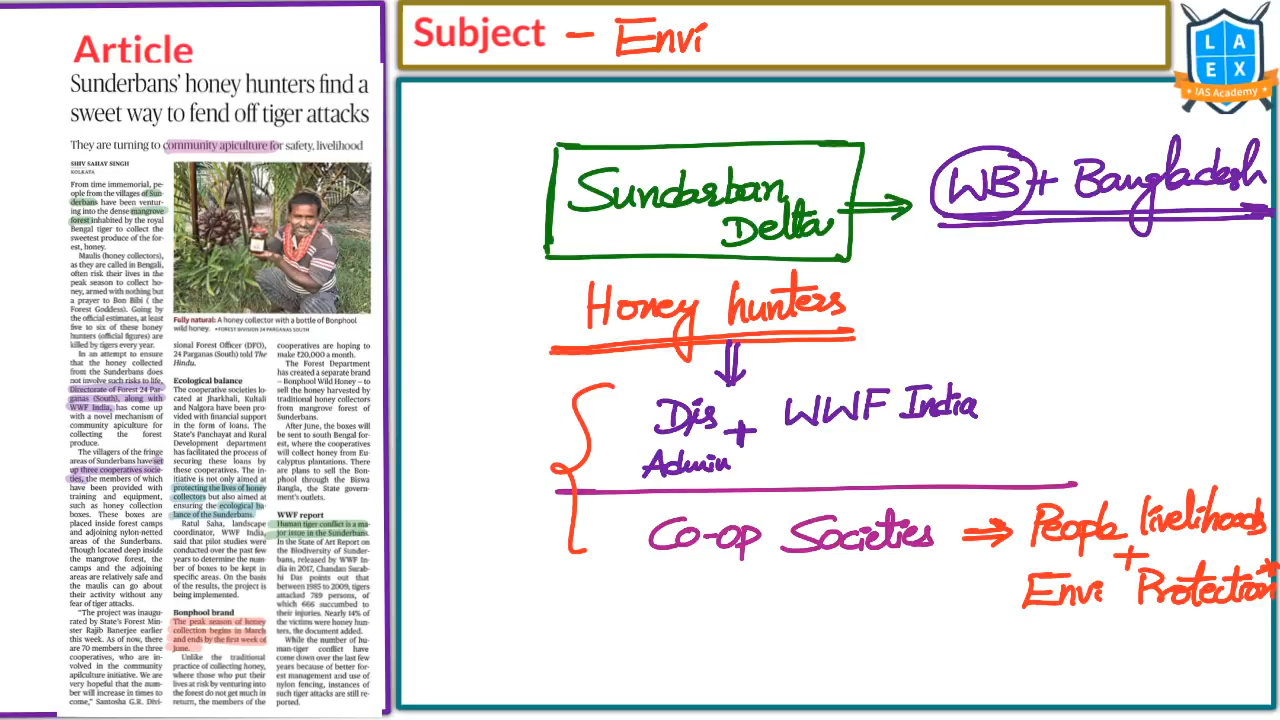 Article
Sunderbans' honey hunters find a
sweet way to fend off tiger attacks
They are turning to community apiculture for safety, livelihood
SHIV SAHAY SINGH
KOLKATA
From time immemorial, peo-
ple from the villages of Sun-
derbans have been ventur-
ing into the dense mangrove
forest inhabited by the royal
Bengal tiger to collect the
sweetest produce of the for-
est, honey.
Maulis (honey collectors),
as they are called in Bengali,
often risk their lives in the
peak season to collect ho-
ney, armed with nothing but
a prayer to Bon Bibi ( the
Forest Goddess). Going by
the official estimates, at least
five to six of these honey
hunters (official figures) are
killed by tigers every year.
In an attempt to ensure
that the honey collected
from the Sunderbans does
not involve such risks to life,
Directorate of Forest 24 Par-
ganas (South), along with
WWF India, has come up
with a novel mechanism of
community apiculture for
collecting the forest
produce.
The villagers of the fringe
areas of Sunderbans have set
up three cooperatives socie-
ties, the members of which
have been provided with
training and equipment,
such as honey collection
boxes. These boxes are
placed inside forest camps
and adjoining nylon-netted
areas of the Sunderbans.
Though located deep inside
the mangrove forest, the
camps and the adjoining
areas are relatively safe and
the maulis can go about
their activity without any
fear of tiger attacks.
"The project was inaugu-
rated by State's Forest Min-
ster Rajib Banerjee earlier
this week. As of now, there
are 70 members in the three
cooperatives, who are in-
volved in the community
apilculture initiative. We are
very hopeful that the num-
ber will increase in times to
come," Santosha G.R. Divi-
Fully natural: A honey collector with a bottle of Bonphool
wild honey. •FOREST DIVISION 24 PARGANAS SOUTH
sional Forest Officer (DFO),
24 Parganas (South) told The
Hindu.
Ecological balance
The cooperative societies lo-
cated at Jharkhali, Kultali
and Nalgora have been pro-
vided with financial support
in the form of loans. The
State's Panchayat and Rural
Development department
has facilitated the process of
securing these loans by
these cooperatives. The in-
itiative is not only aimed at
protecting the lives of honey
collectors but also aimed at
ensuring the ecological ba-
lance of the Sunderbans.
Ratul Saha, landscape
coordinator, WWF India,
said that pilot studies were
conducted over the past few
years to determine the num-
ber of boxes to be kept in
specific areas. On the basis
of the results, the project is
being implemented.
Bonphool brand
The peak season of honey
collection begins in March
and ends by the first week of
June.
Unlike the traditional
practice of collecting honey,
where those who put their
lives at risk by venturing into
the forest do not get much in
return, the members of the
cooperatives are hoping to
make ₹20,000 a month.
The Forest Department
has created a separate brand
– Bonphool Wild Honey – to
sell the honey harvested by
traditional honey collectors
from mangrove forest of
Sunderbans.
After June, the boxes will
be sent to south Bengal for-
est, where the cooperatives
will collect honey from Eu-
calyptus plantations. There
are plans to sell the Bon-
phool through the Biswa
Bangla, the State govern-
ment's outlets.
WWF report
Human tiger conflict is a ma-
jor issue in the Sunderbans.
In the State of Art Report on
the Biodiversity of Sunder-
bans, released by WWF In-
dia in 2017, Chandan Surab-
hi Das points out that
between 1985 to 2009, tigers
attacked 789 persons, of
which 666 succumbed to
their injuries. Nearly 14% of
the victims were honey hun-
ters, the document added.
While the number of hu-
man-tiger conflict have
come down over the last few
years because of better for-
est management and use of
nylon fencing, instances of
such tiger attacks are still re-
ported.
Subject - Envi
LAEX
IAS Academy
Sundarban
Delta
WB + Bangladesh
Honey hunters
Dis + WWF India
Admin
Co-op Societies ⇒ People livelihoods
+
Envi Protection*